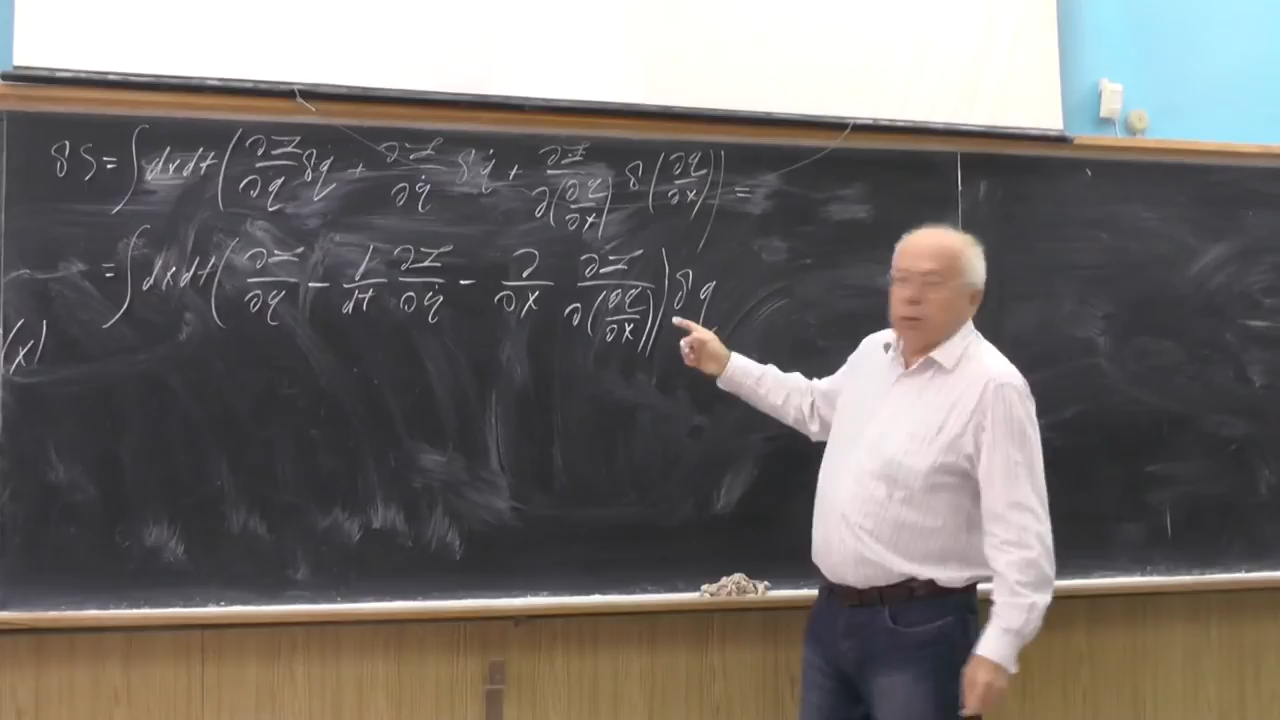 δS = ∫dxdt(∂ℒ/∂q δq + ∂ℒ/∂q̇ δq̇ + ∂ℒ/∂(∂q/∂x) δ(∂q/∂x)) =
= ∫dxdt(∂ℒ/∂q − d/dt ∂ℒ/∂q̇ − ∂/∂x ∂ℒ/∂(∂q/∂x)) δq
(x)